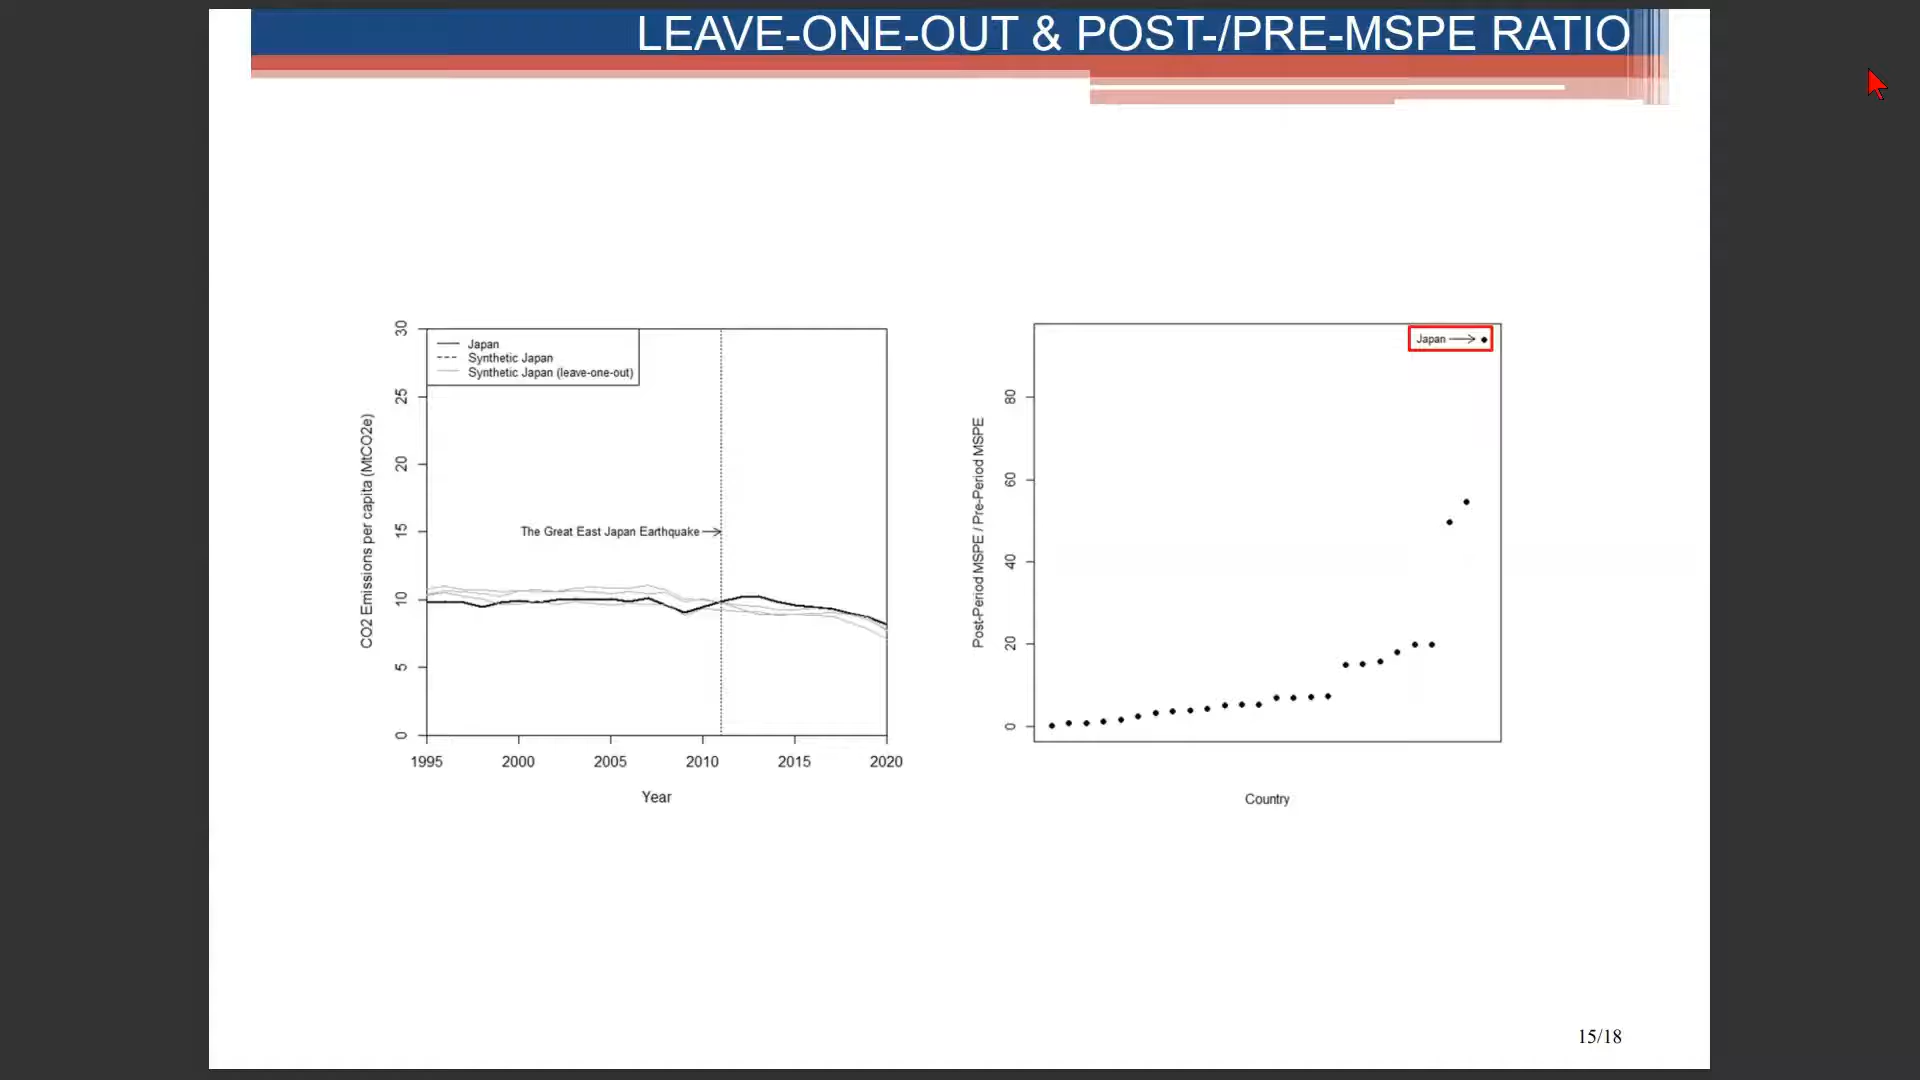 LEAVE-ONE-OUT & POST-/PRE-MSPE RATIO
Japan
Synthetic Japan
Synthetic Japan (leave-one-out)
The Great East Japan Earthquake
CO2 Emissions per capita (MtCO2e)
30
25
20
15
10
5
0
1995 2000 2005 2010 2015 2020
Year
Japan
Post-Period MSPE / Pre-Period MSPE
80
60
40
20
0
Country
15/18